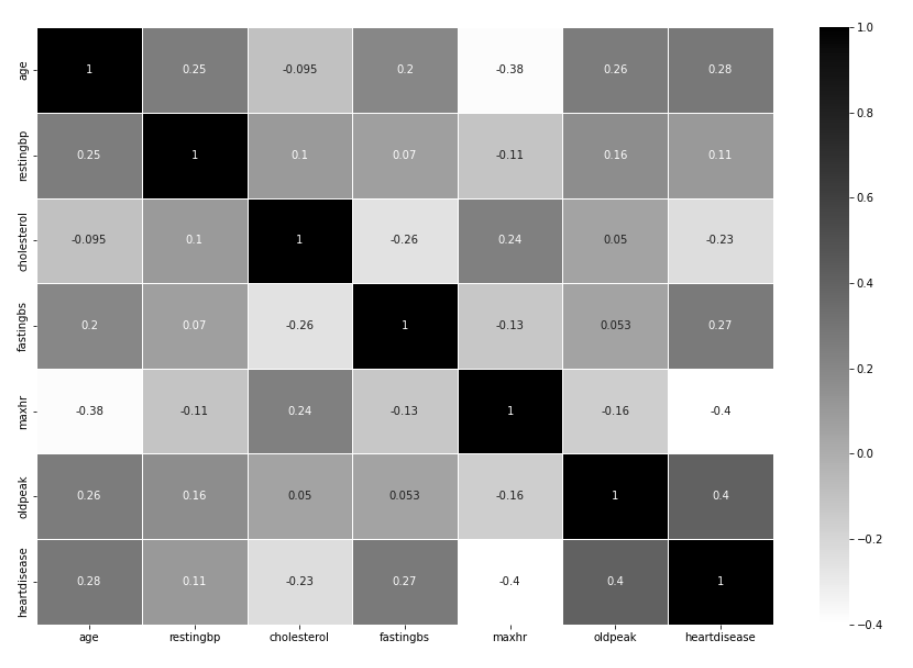 age 1 0.25 -0.095 0.2 -0.38 0.26 0.28
restingbp 0.25 1 0.1 0.07 -0.11 0.16 0.11
cholesterol -0.095 0.1 1 -0.26 0.24 0.05 -0.23
fastingbs 0.2 0.07 -0.26 1 -0.13 0.053 0.27
maxhr -0.38 -0.11 0.24 -0.13 1 -0.16 -0.4
oldpeak 0.26 0.16 0.05 0.053 -0.16 1 0.4
heartdisease 0.28 0.11 -0.23 0.27 -0.4 0.4 1
age restingbp cholesterol fastingbs maxhr oldpeak heartdisease
1.0
0.8
0.6
0.4
0.2
0.0
−0.2
−0.4